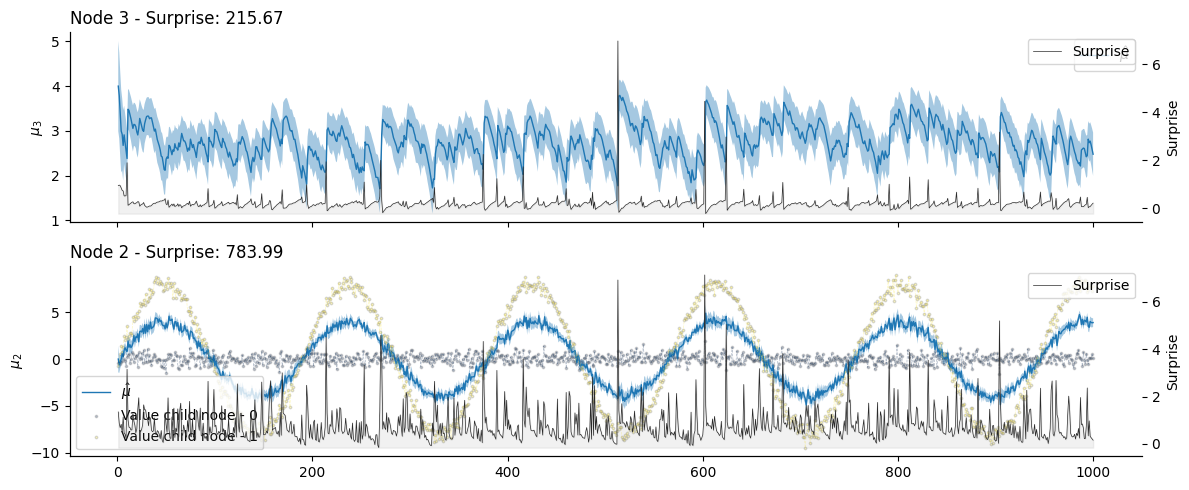 Node 3 - Surprise: 215.67
5
4
3
2
1
μ₃
Surprise
6
4
2
0
Surprise
Node 2 - Surprise: 783.99
5
0
−5
−10
μ₂
μ̂
Value child node - 0
Value child node - 1
Surprise
6
4
2
0
Surprise
0
200
400
600
800
1000